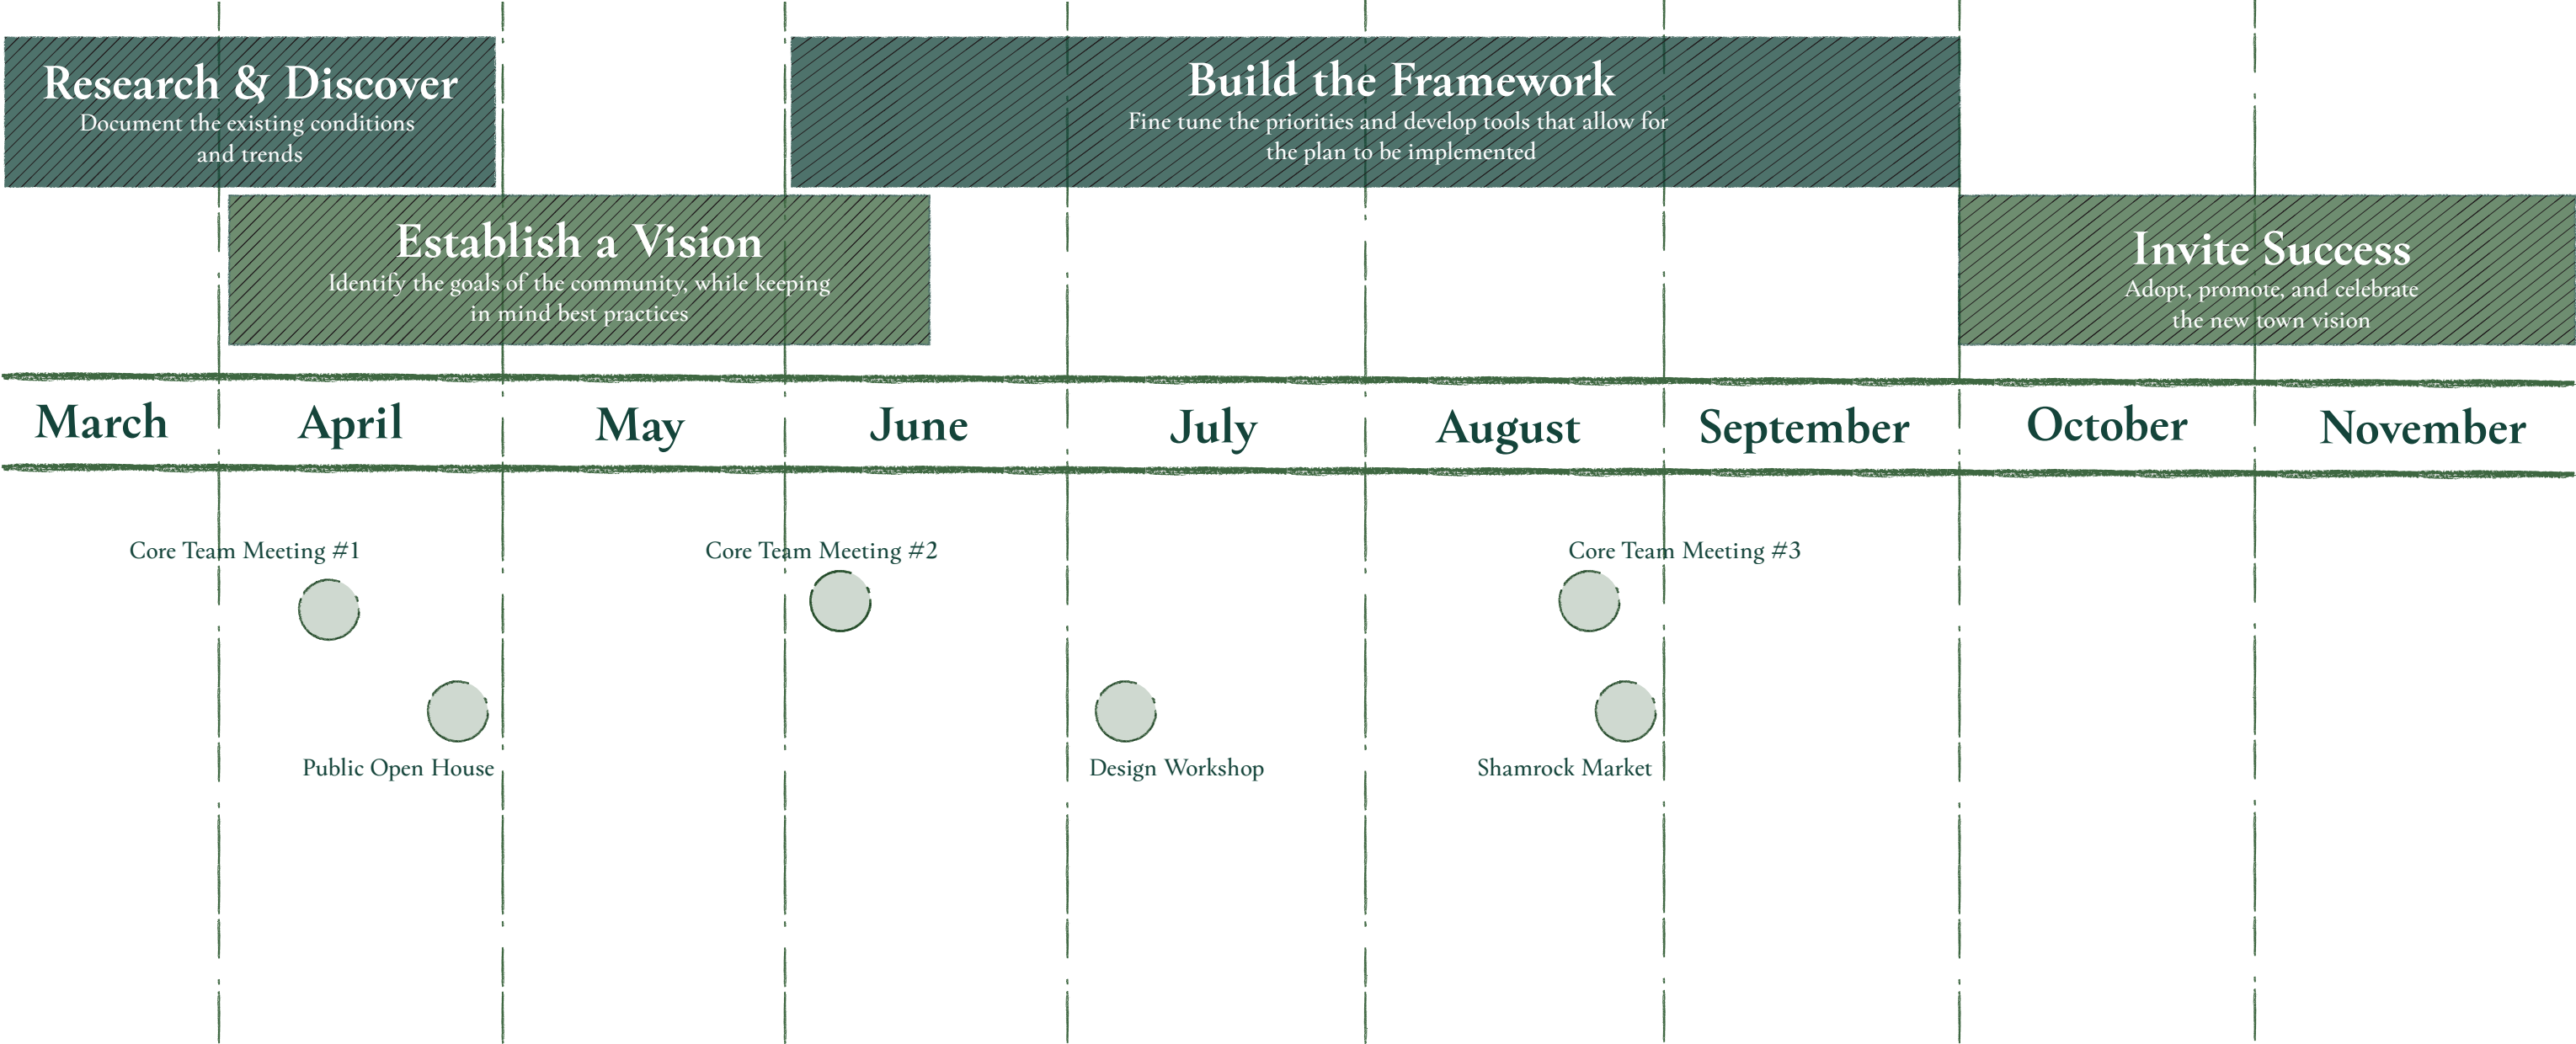 Research & Discover
Document the existing conditions
and trends
Build the Framework
Fine tune the priorities and develop tools that allow for
the plan to be implemented
Establish a Vision
Identify the goals of the community, while keeping
in mind best practices
Invite Success
Adopt, promote, and celebrate
the new town vision
March April May June July August September October November
Core Team Meeting #1
Core Team Meeting #2
Core Team Meeting #3
Public Open House
Design Workshop
Shamrock Market